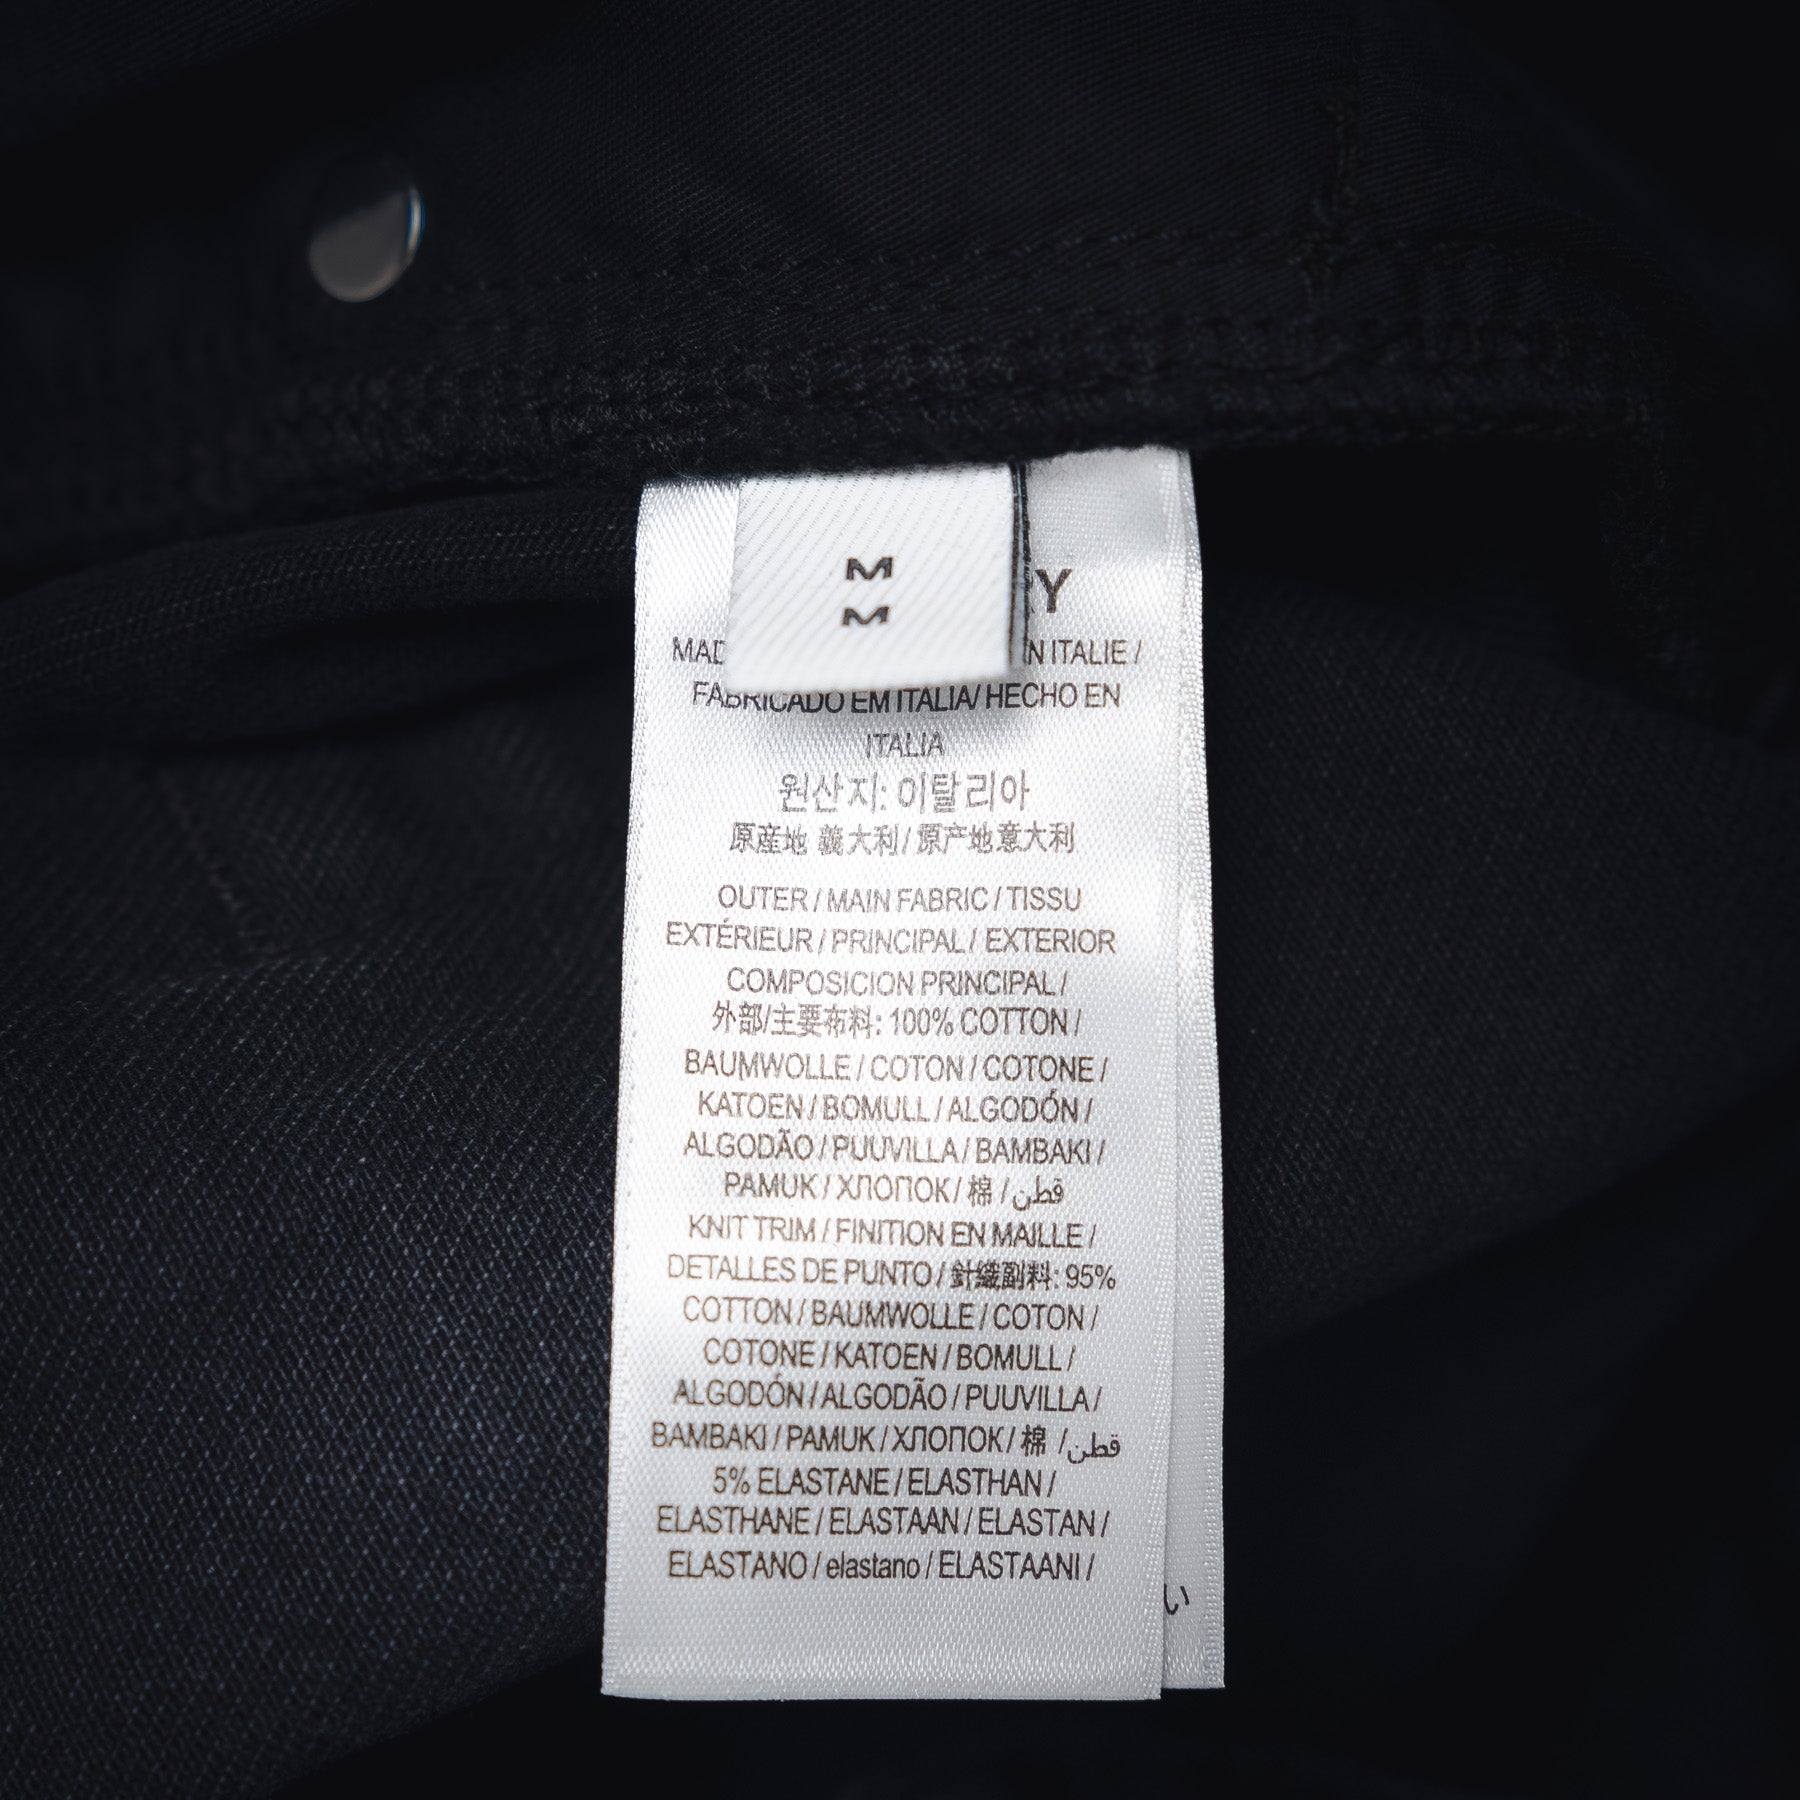 M
M
RY
MAD N ITALIE /
FABRICADO EM ITALIA/ HECHO EN
ITALIA
원산지: 이탈리아
原産地 義大利 / 原产地意大利
OUTER / MAIN FABRIC / TISSU
EXTÉRIEUR / PRINCIPAL / EXTERIOR
COMPOSICION PRINCIPAL /
外部/主要布料: 100% COTTON /
BAUMWOLLE / COTON / COTONE /
KATOEN / BOMULL / ALGODÓN /
ALGODÃO / PUUVILLA / BAMBAKI /
PAMUK / ХЛОПОК / 棉 / قطن
KNIT TRIM / FINITION EN MAILLE /
DETALLES DE PUNTO / 針織副料: 95%
COTTON / BAUMWOLLE / COTON /
COTONE / KATOEN / BOMULL /
ALGODÓN / ALGODÃO / PUUVILLA /
BAMBAKI / PAMUK / ХЛОПОК / 棉 / قطن
5% ELASTANE / ELASTHAN /
ELASTHANE / ELASTAAN / ELASTAN /
ELASTANO / elastano / ELASTAANI /
い